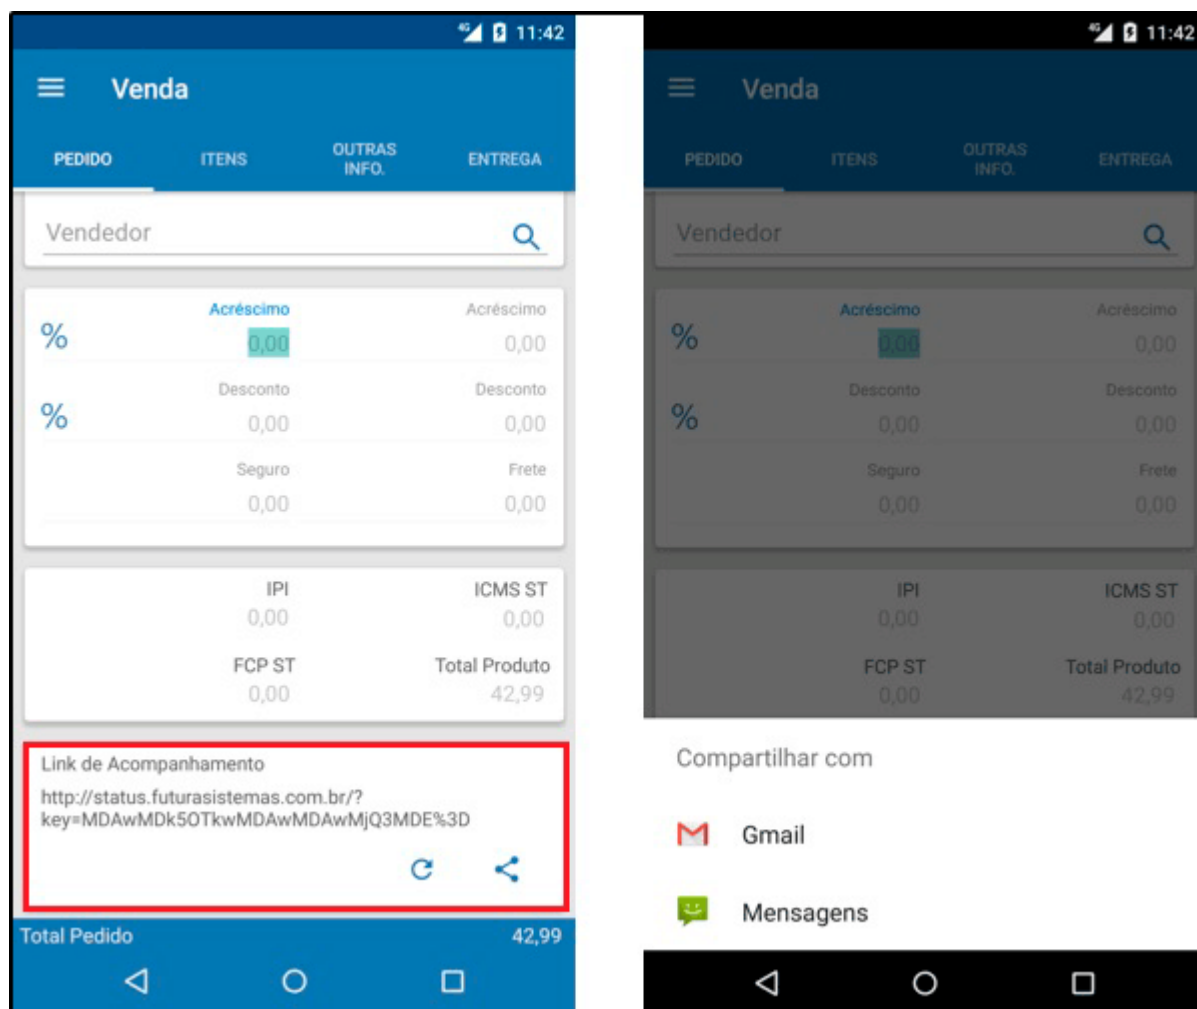 4G 11:42
Venda
PEDIDO ITENS OUTRAS INFO. ENTREGA
Vendedor
Acréscimo Acréscimo
% 0,00 0,00
Desconto Desconto
% 0,00 0,00
Seguro Frete
0,00 0,00
IPI ICMS ST
0,00 0,00
FCP ST Total Produto
0,00 42,99
Link de Acompanhamento
http://status.futurasistemas.com.br/?
key=MDAwMDk5OTkwMDAwMDAwMjQ3MDE%3D
Total Pedido 42,99
4G 11:42
Venda
PEDIDO ITENS OUTRAS INFO. ENTREGA
Vendedor
Acréscimo Acréscimo
% 0,00 0,00
Desconto Desconto
% 0,00 0,00
Seguro Frete
0,00 0,00
IPI ICMS ST
0,00 0,00
FCP ST Total Produto
0,00 42,99
Compartilhar com
Gmail
Mensagens